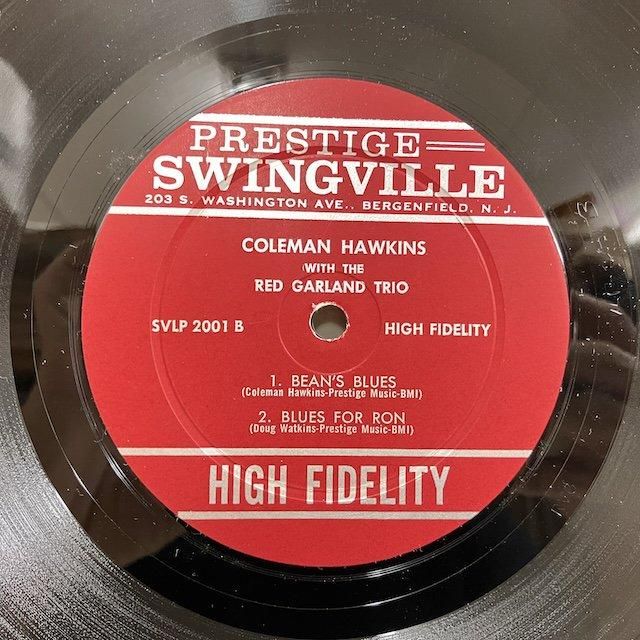 PRESTIGE
SWINGVILLE
203 S. WASHINGTON AVE., BERGENFIELD, N. J.
COLEMAN HAWKINS
WITH THE
RED GARLAND TRIO
SVLP 2001 B HIGH FIDELITY
1. BEAN'S BLUES
(Coleman Hawkins-Prestige Music-BMI)
2. BLUES FOR RON
(Doug Watkins-Prestige Music-BMI)
HIGH FIDELITY